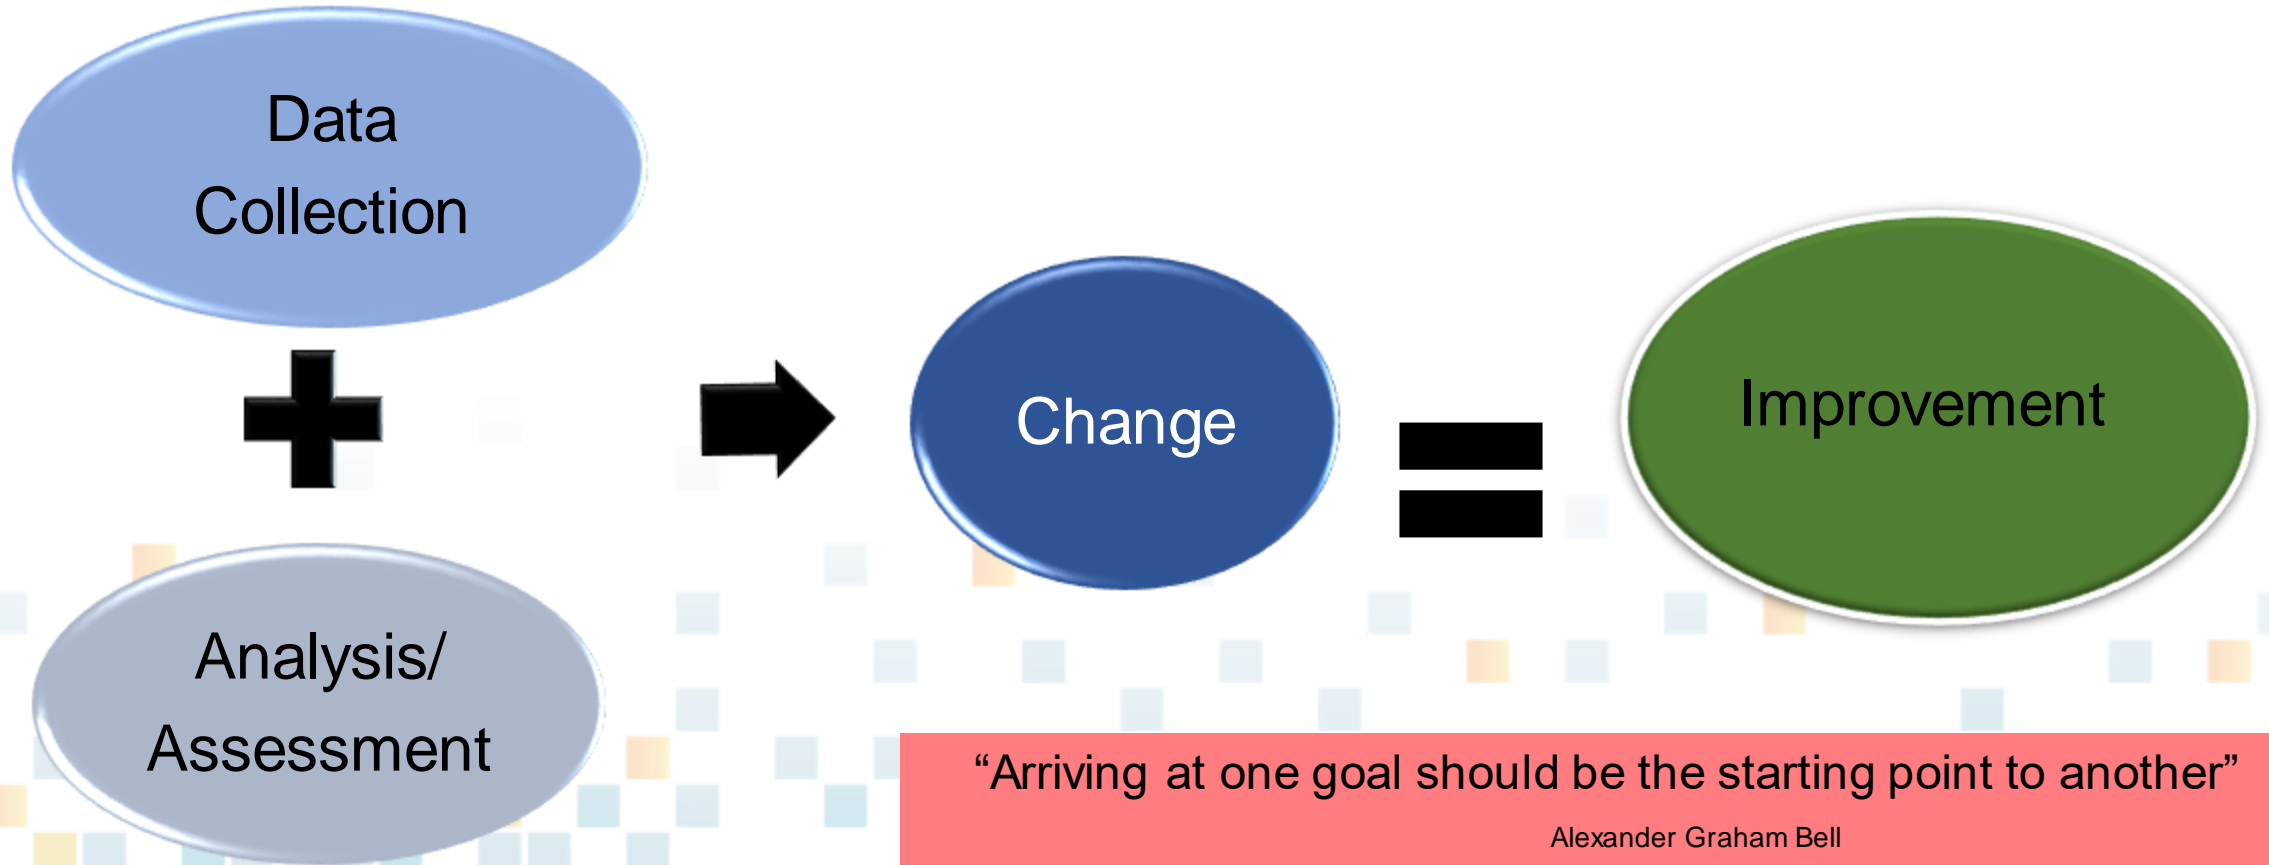 Data
Collection
Analysis/
Assessment
Change
Improvement
“Arriving at one goal should be the starting point to another”
Alexander Graham Bell